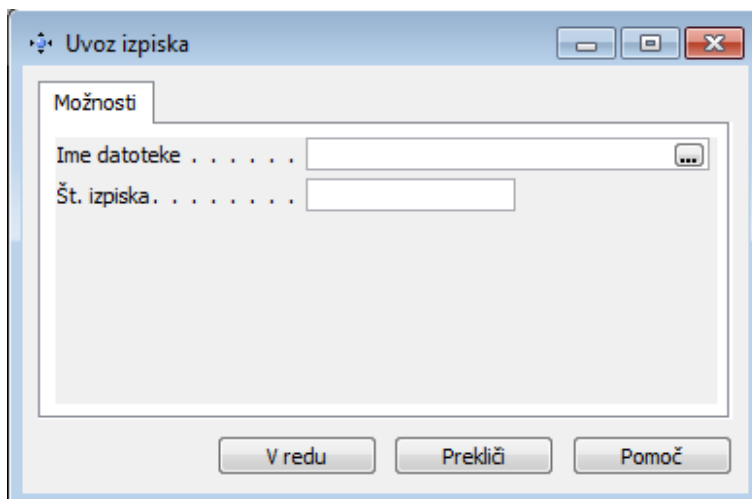 Uvoz izpiska
Možnosti
Ime datoteke . . . . . .
...
Št. izpiska. . . . . . . .
V redu Prekliči Pomoč